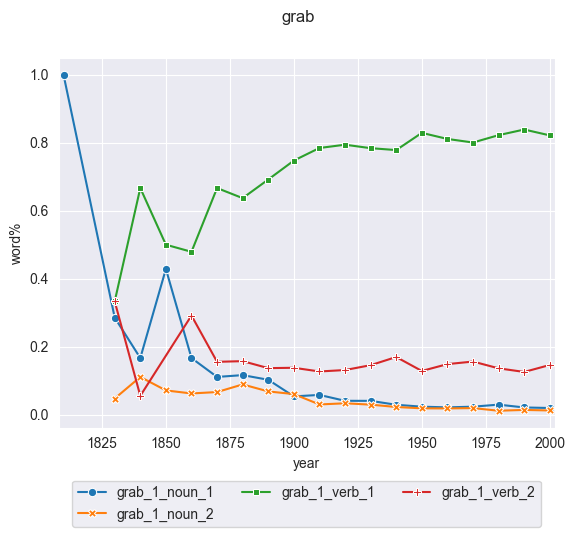 grab
1.0
0.8
0.6
0.4
0.2
0.0
word%
1825 1850 1875 1900 1925 1950 1975 2000
year
grab_1_noun_1 grab_1_verb_1 grab_1_verb_2
grab_1_noun_2